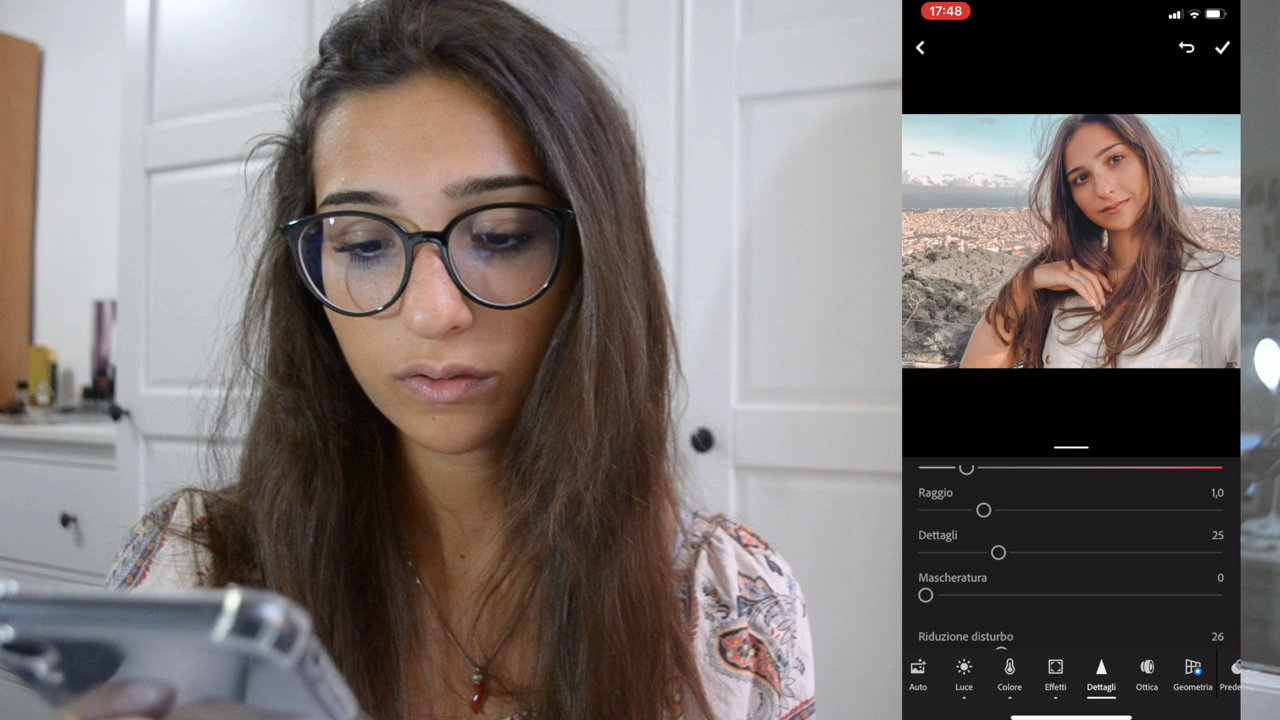 17:48
Raggio 1,0
Dettagli 25
Mascheratura 0
Riduzione disturbo 26
Auto Luce Colore Effetti Dettagli Ottica Geometria